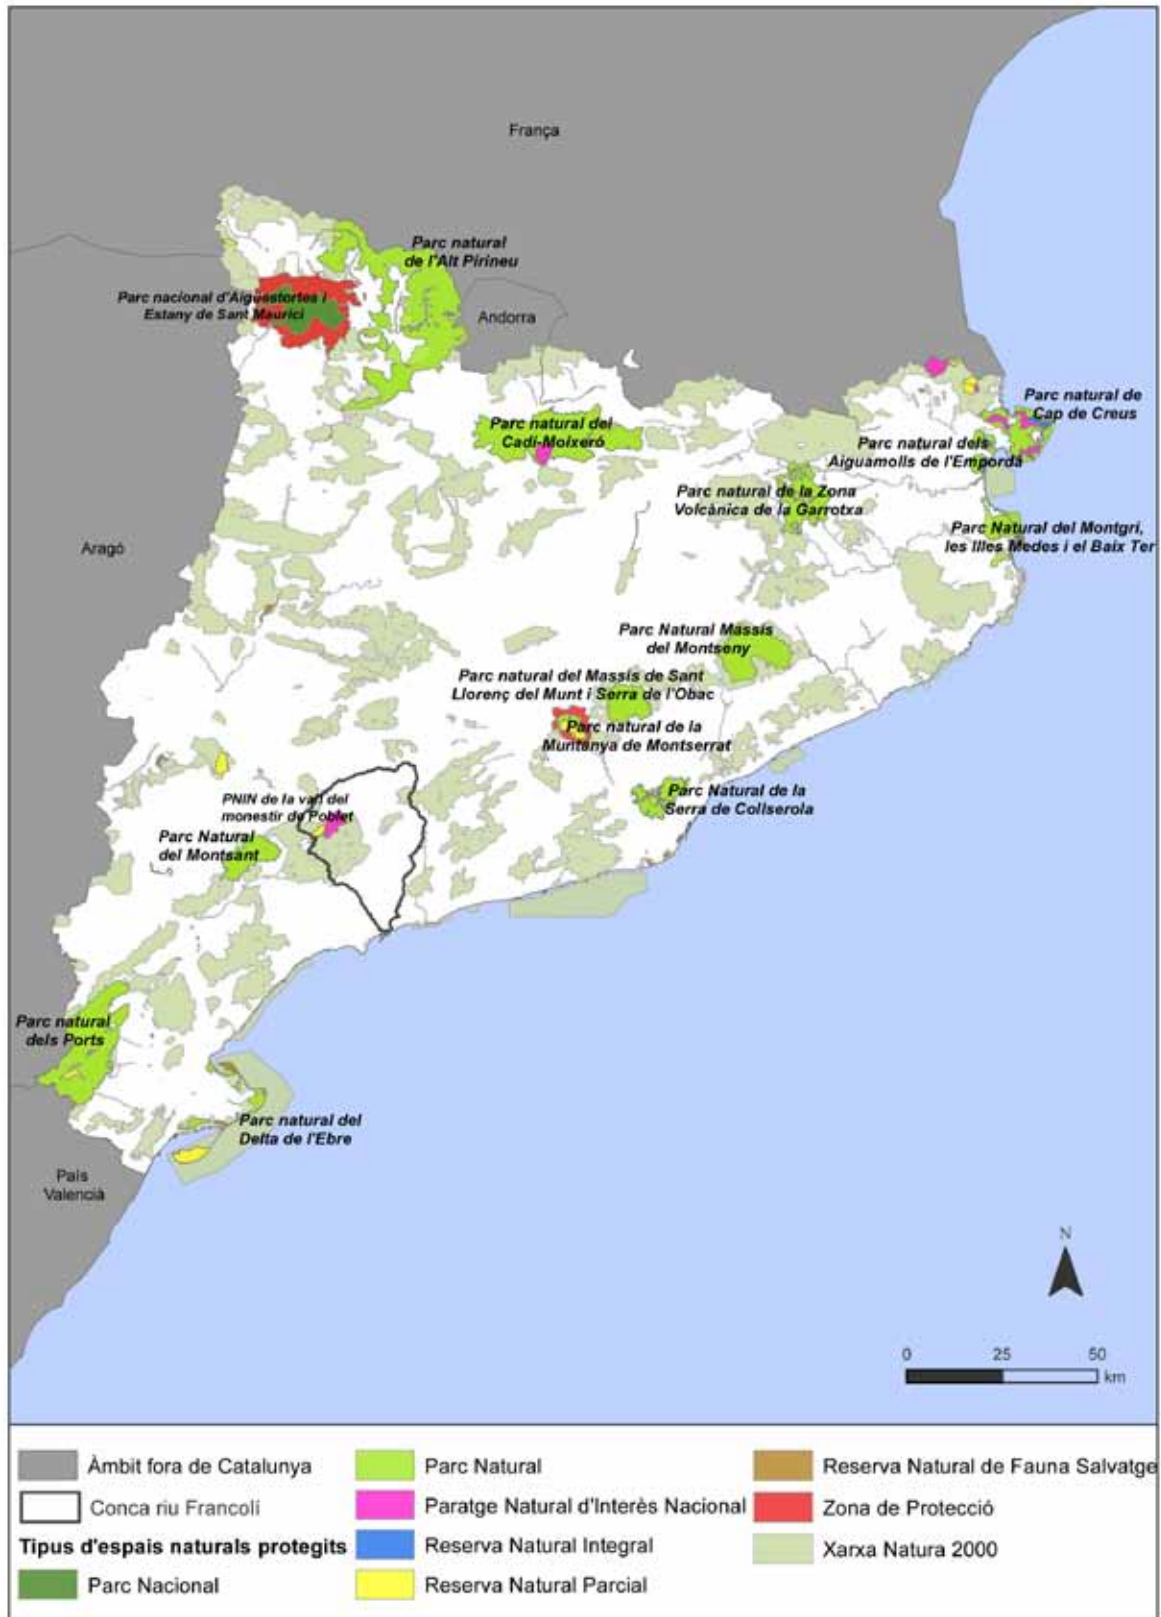 França
Parc natural
de l'Alt Pirineu
Parc nacional d'Aigüestortes i
Estany de Sant Maurici
Andorra
Parc natural de
Cap de Creus
Parc natural del
Cadí-Moixeró
Parc natural dels
Aiguamolls de l'Empordà
Parc natural de la Zona
Volcànica de la Garrotxa
Parc Natural del Montgrí,
les Illes Medes i el Baix Ter
Aragó
Parc Natural Massís
del Montseny
Parc natural del Massís de Sant
Llorenç del Munt i Serra de l'Obac
Parc natural de la
Muntanya de Montserrat
Parc Natural de la
Serra de Collserola
PNIN de la vall del
monestir de Poblet
Parc Natural
del Montsant
Parc natural
dels Ports
Parc natural del
Delta de l'Ebre
País
Valencià
N
0 25 50
km
Àmbit fora de Catalunya
Conca riu Francolí
Tipus d'espais naturals protegits
Parc Nacional
Parc Natural
Paratge Natural d'Interès Nacional
Reserva Natural Integral
Reserva Natural Parcial
Reserva Natural de Fauna Salvatge
Zona de Protecció
Xarxa Natura 2000